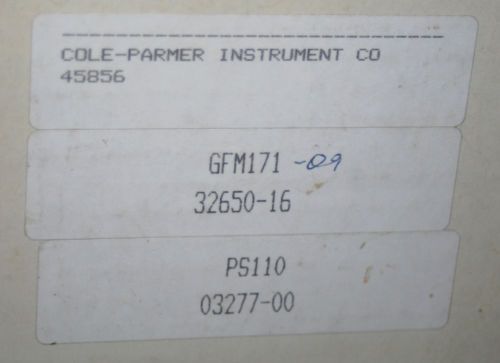 COLE-PARMER INSTRUMENT CO
45856
GFM171 -09
32650-16
PS110
03277-00